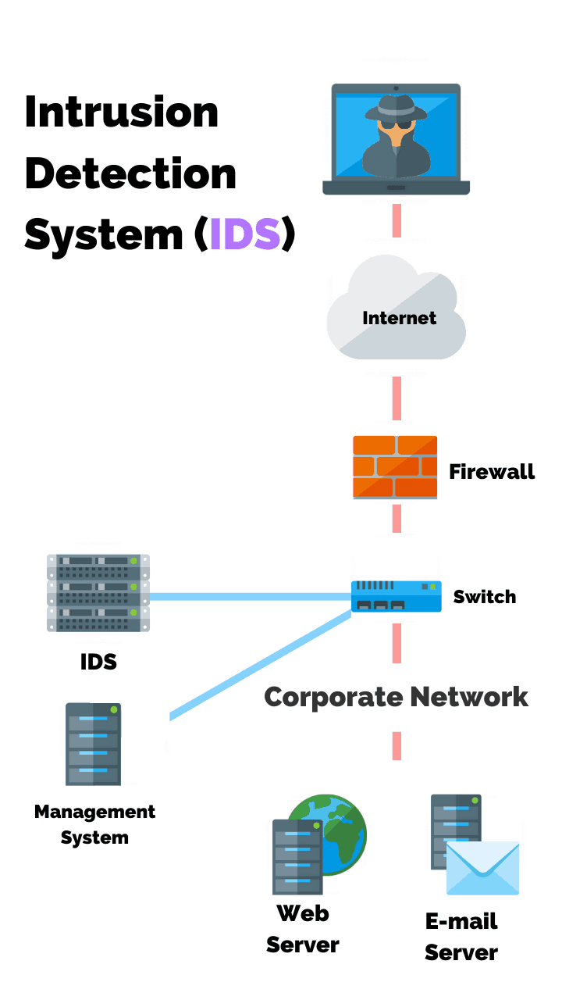 Intrusion
Detection
System (IDS)
Internet
Firewall
Switch
IDS
Corporate Network
Management
System
Web
Server
E-mail
Server